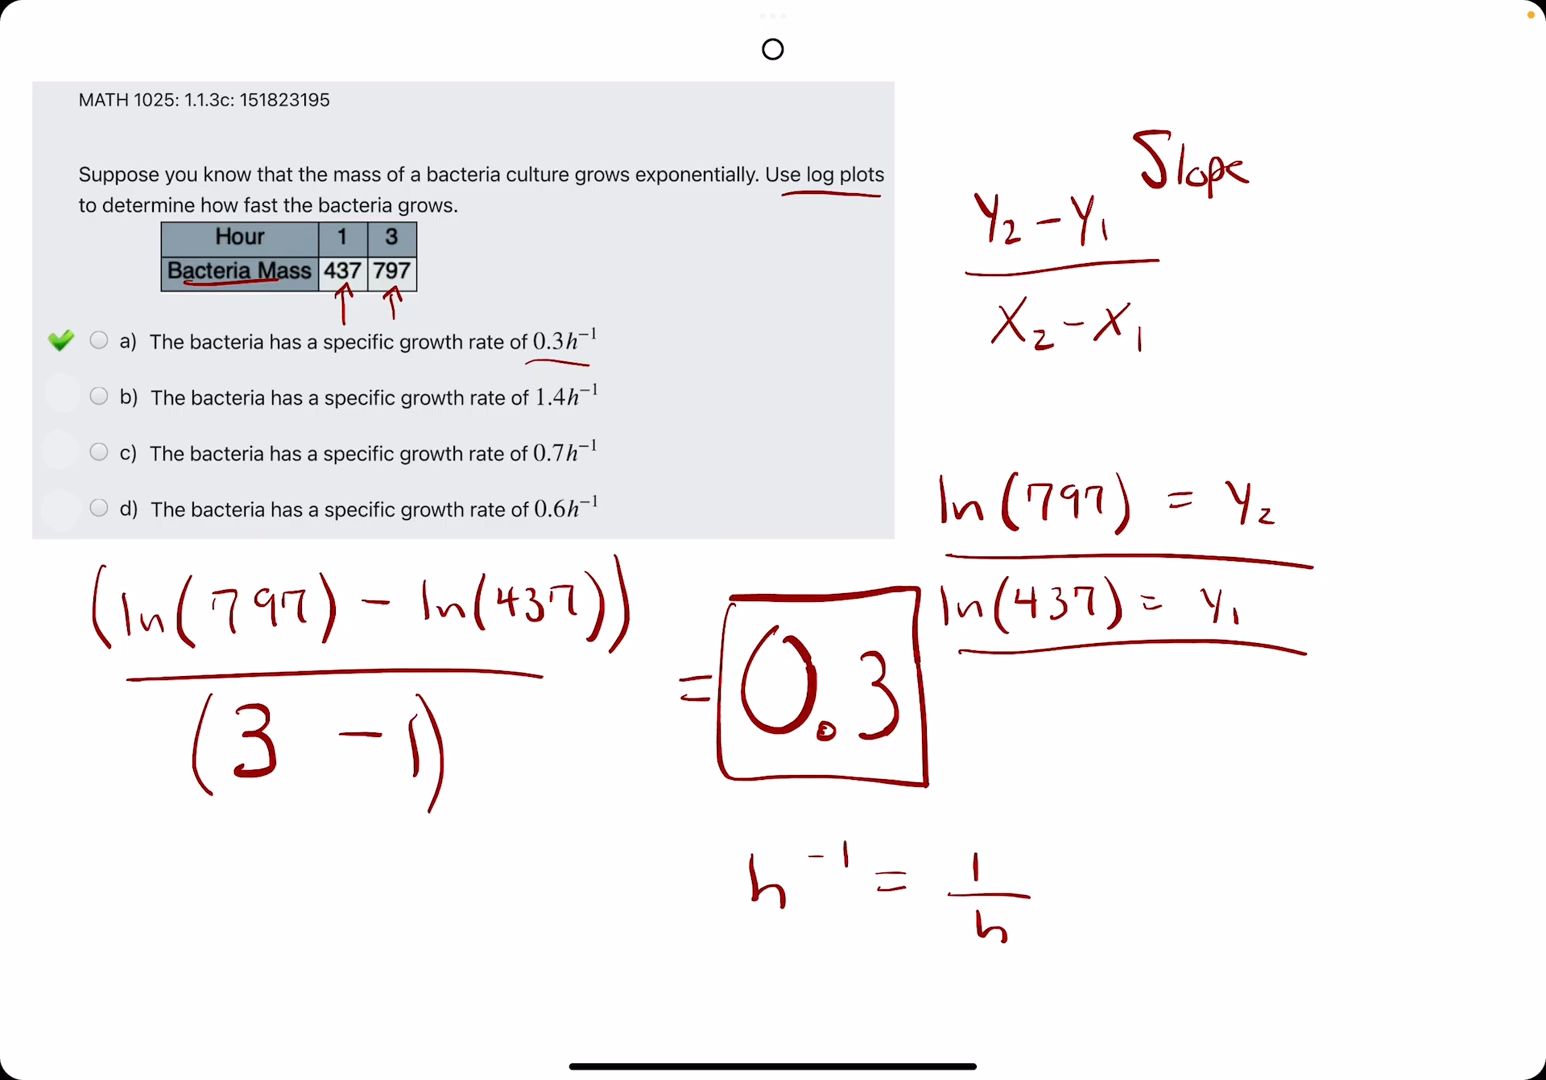 MATH 1025: 1.1.3c: 151823195
Suppose you know that the mass of a bacteria culture grows exponentially. Use log plots
to determine how fast the bacteria grows.
Hour 1 3
Bacteria Mass 437 797
a) The bacteria has a specific growth rate of 0.3h⁻¹
b) The bacteria has a specific growth rate of 1.4h⁻¹
c) The bacteria has a specific growth rate of 0.7h⁻¹
d) The bacteria has a specific growth rate of 0.6h⁻¹
Slope
Y₂ - Y₁
X₂ - X₁
ln(797) = Y₂
ln(437) = Y₁
(ln(797) - ln(437))
(3 - 1)
= 0.3
h⁻¹ = 1
h